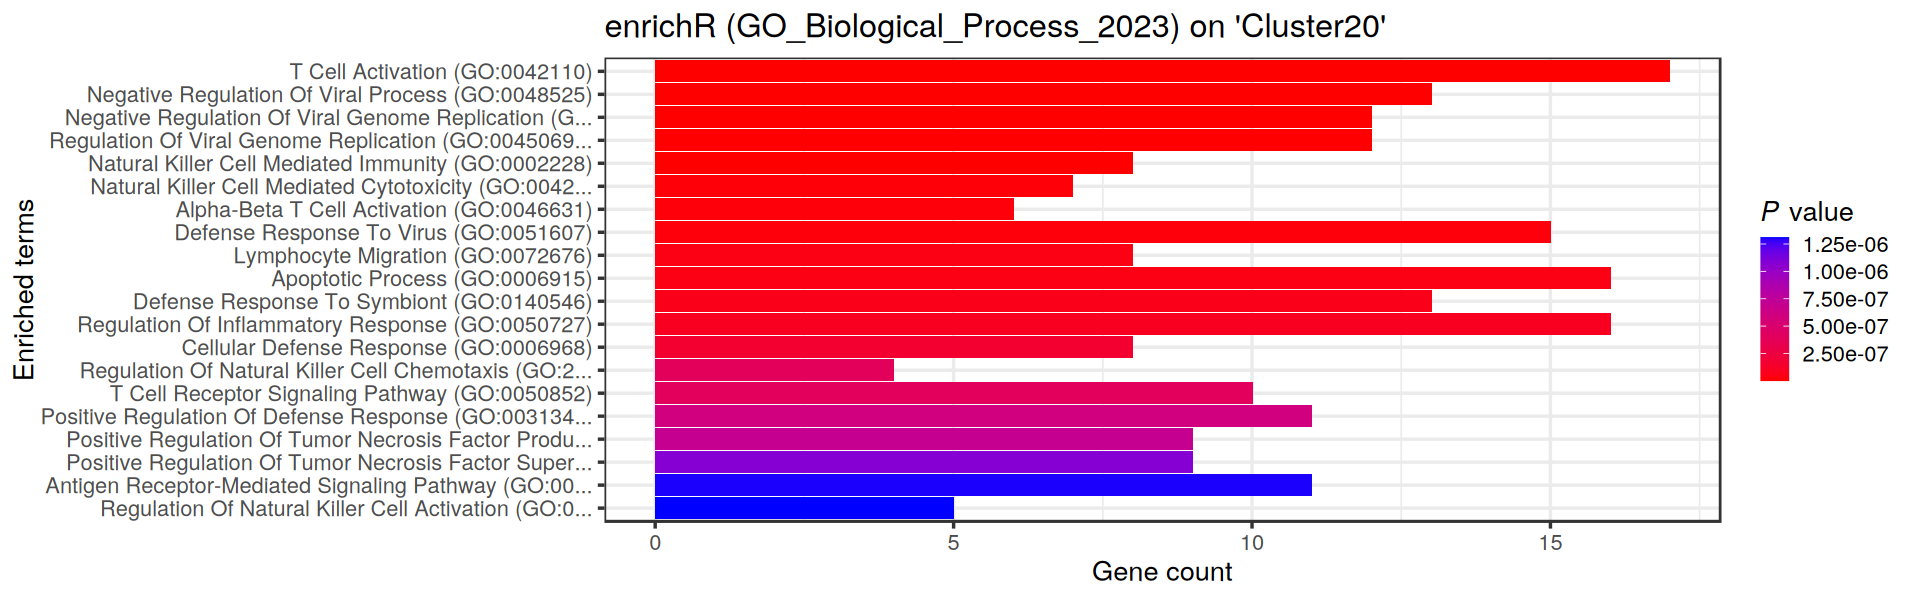 enrichR (GO_Biological_Process_2023) on 'Cluster20'
T Cell Activation (GO:0042110)
Negative Regulation Of Viral Process (GO:0048525)
Negative Regulation Of Viral Genome Replication (G...
Regulation Of Viral Genome Replication (GO:0045069...
Natural Killer Cell Mediated Immunity (GO:0002228)
Natural Killer Cell Mediated Cytotoxicity (GO:0042...
Alpha-Beta T Cell Activation (GO:0046631)
Defense Response To Virus (GO:0051607)
Lymphocyte Migration (GO:0072676)
Apoptotic Process (GO:0006915)
Defense Response To Symbiont (GO:0140546)
Regulation Of Inflammatory Response (GO:0050727)
Cellular Defense Response (GO:0006968)
Regulation Of Natural Killer Cell Chemotaxis (GO:2...
T Cell Receptor Signaling Pathway (GO:0050852)
Positive Regulation Of Defense Response (GO:003134...
Positive Regulation Of Tumor Necrosis Factor Produ...
Positive Regulation Of Tumor Necrosis Factor Super...
Antigen Receptor-Mediated Signaling Pathway (GO:00...
Regulation Of Natural Killer Cell Activation (GO:0...
Enriched terms
0 5 10 15
Gene count
P value
1.25e-06
1.00e-06
7.50e-07
5.00e-07
2.50e-07